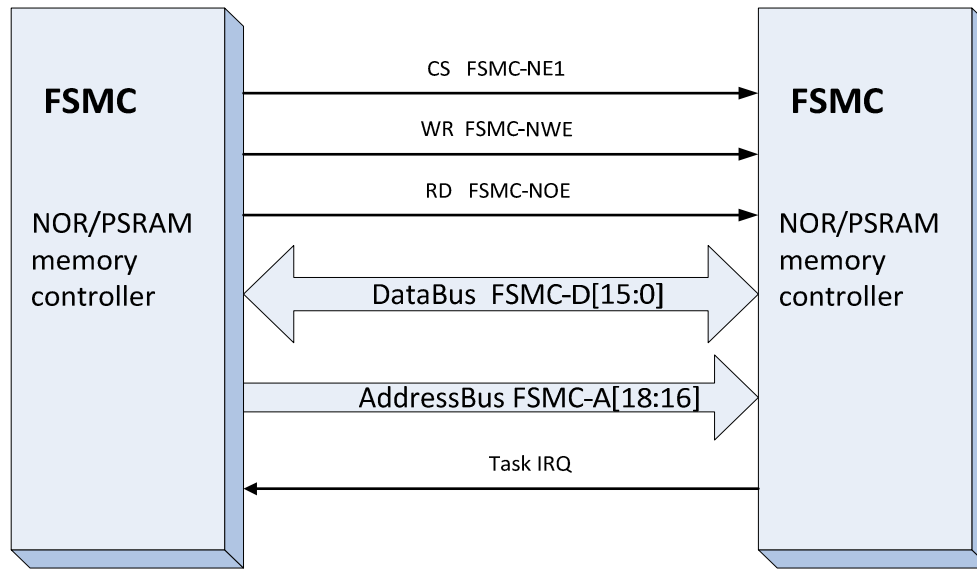 FSMC
NOR/PSRAM
memory
controller
CS FSMC-NE1
WR FSMC-NWE
RD FSMC-NOE
DataBus FSMC-D[15:0]
AddressBus FSMC-A[18:16]
Task IRQ
FSMC
NOR/PSRAM
memory
controller